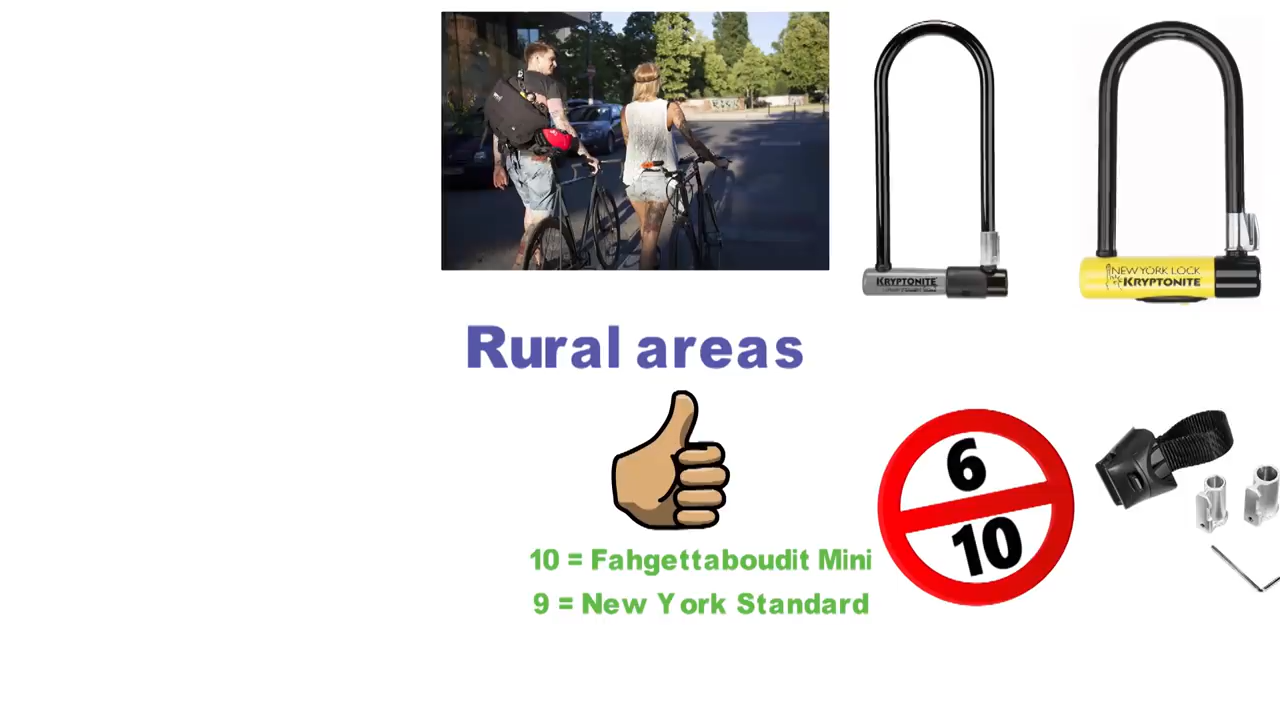 KRYPTONITE
NEW YORK LOCK
KRYPTONITE
Rural areas
6
10
10 = Fahgettaboudit Mini
9 = New York Standard